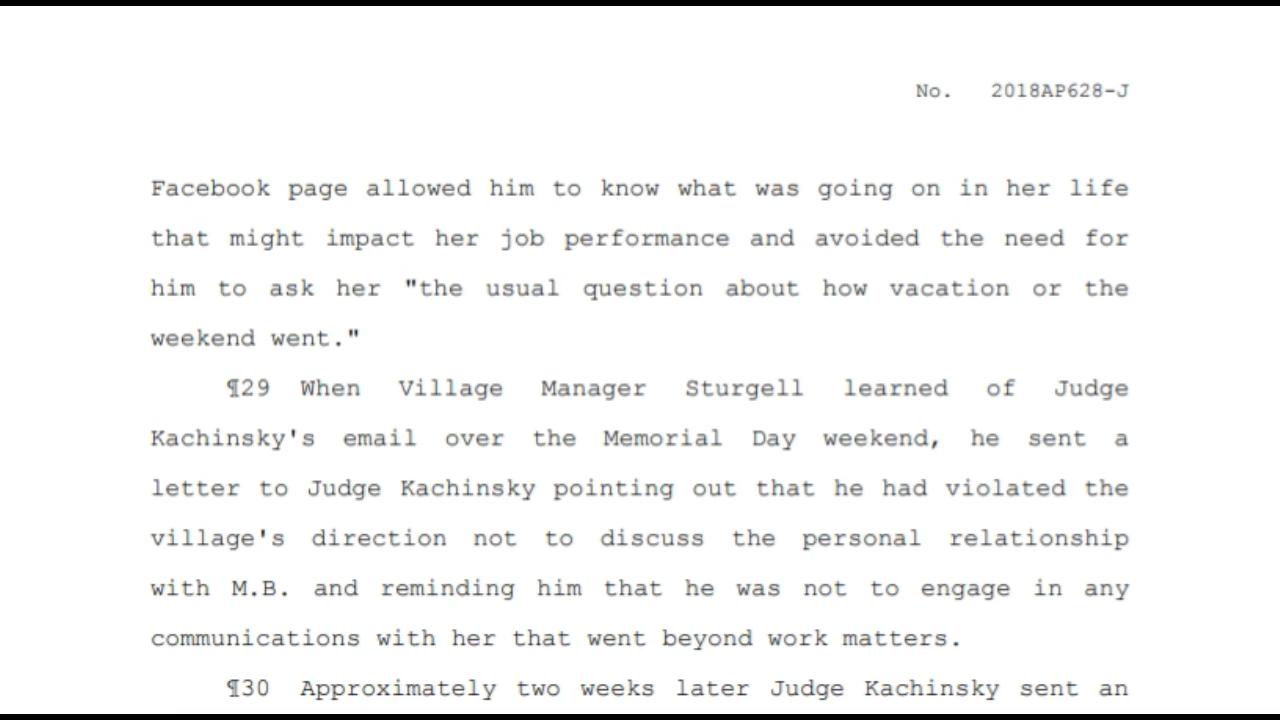 No. 2018AP628-J
Facebook page allowed him to know what was going on in her life
that might impact her job performance and avoided the need for
him to ask her "the usual question about how vacation or the
weekend went."
¶29 When Village Manager Sturgell learned of Judge
Kachinsky's email over the Memorial Day weekend, he sent a
letter to Judge Kachinsky pointing out that he had violated the
village's direction not to discuss the personal relationship
with M.B. and reminding him that he was not to engage in any
communications with her that went beyond work matters.
¶30 Approximately two weeks later Judge Kachinsky sent an